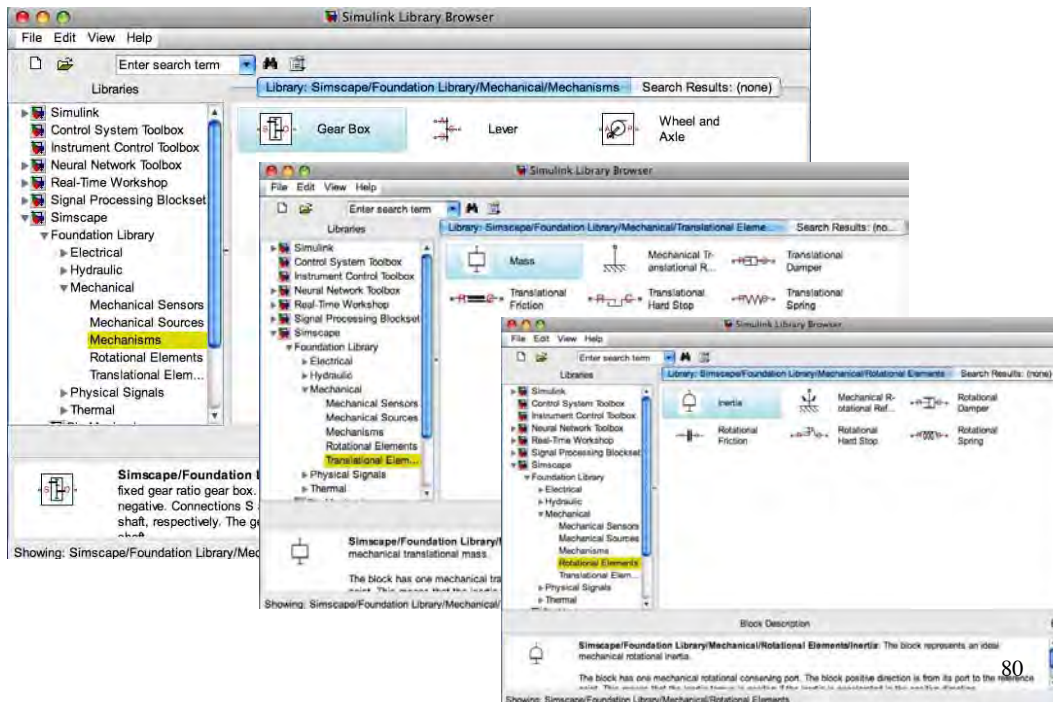 Simulink Library Browser
File Edit View Help
Enter search term
Libraries
Library: Simscape/Foundation Library/Mechanical/Mechanisms
Search Results: (none)
Simulink
Control System Toolbox
Instrument Control Toolbox
Neural Network Toolbox
Real-Time Workshop
Signal Processing Blockset
Simscape
Foundation Library
Electrical
Hydraulic
Mechanical
Mechanical Sensors
Mechanical Sources
Mechanisms
Rotational Elements
Translational Elem...
Physical Signals
Thermal
Gear Box
Lever
Wheel and
Axle
Simscape/Foundation
fixed gear ratio gear box.
negative. Connections S
shaft, respectively. The
Showing: Simscape/Foundation Library/Mec
Simulink Library Browser
File Edit View Help
Enter search term
Libraries
Library: Simscape/Foundation Library/Mechanical/Translational Eleme...
Search Results: (no...
Simulink
Control System Toolbox
Instrument Control Toolbox
Neural Network Toolbox
Real-Time Workshop
Signal Processing Blockset
Simscape
Foundation Library
Electrical
Hydraulic
Mechanical
Mechanical Sensors
Mechanical Sources
Mechanisms
Rotational Elements
Translational Elem...
Physical Signals
Thermal
Mass
Mechanical Tr-
anslational R...
Translational
Damper
Translational
Friction
Translational
Hard Stop
Translational
Spring
Simscape/Foundation Library/
mechanical translational mass.
The block has one mechanical tra
Showing: Simscape/Foundation Library/Mechanical/
Simulink Library Browser
File Edit View Help
Enter search term
Libraries
Library: Simscape/Foundation Library/Mechanical/Rotational Elements
Search Results: (none)
Simulink
Control System Toolbox
Instrument Control Toolbox
Neural Network Toolbox
Real-Time Workshop
Signal Processing Blockset
Simscape
Foundation Library
Electrical
Hydraulic
Mechanical
Mechanical Sensors
Mechanical Sources
Mechanisms
Rotational Elements
Translational Elem...
Physical Signals
Thermal
Inertia
Mechanical R-
otational Ref...
Rotational
Damper
Rotational
Friction
Rotational
Hard Stop
Rotational
Spring
Block Description
Simscape/Foundation Library/Mechanical/Rotational Elements/Inertia: The block represents an ideal
mechanical rotational inertia.
The block has one mechanical rotational conserving port. The block positive direction is from its port to the reference
Showing: Simscape/Foundation Library/Mechanical/Rotational Elements
80